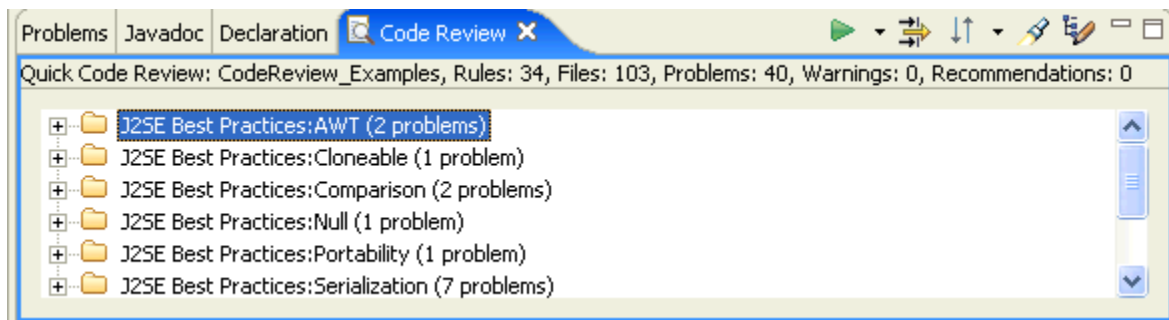 Problems Javadoc Declaration Code Review
Quick Code Review: CodeReview_Examples, Rules: 34, Files: 103, Problems: 40, Warnings: 0, Recommendations: 0
J2SE Best Practices:AWT (2 problems)
J2SE Best Practices:Cloneable (1 problem)
J2SE Best Practices:Comparison (2 problems)
J2SE Best Practices:Null (1 problem)
J2SE Best Practices:Portability (1 problem)
J2SE Best Practices:Serialization (7 problems)